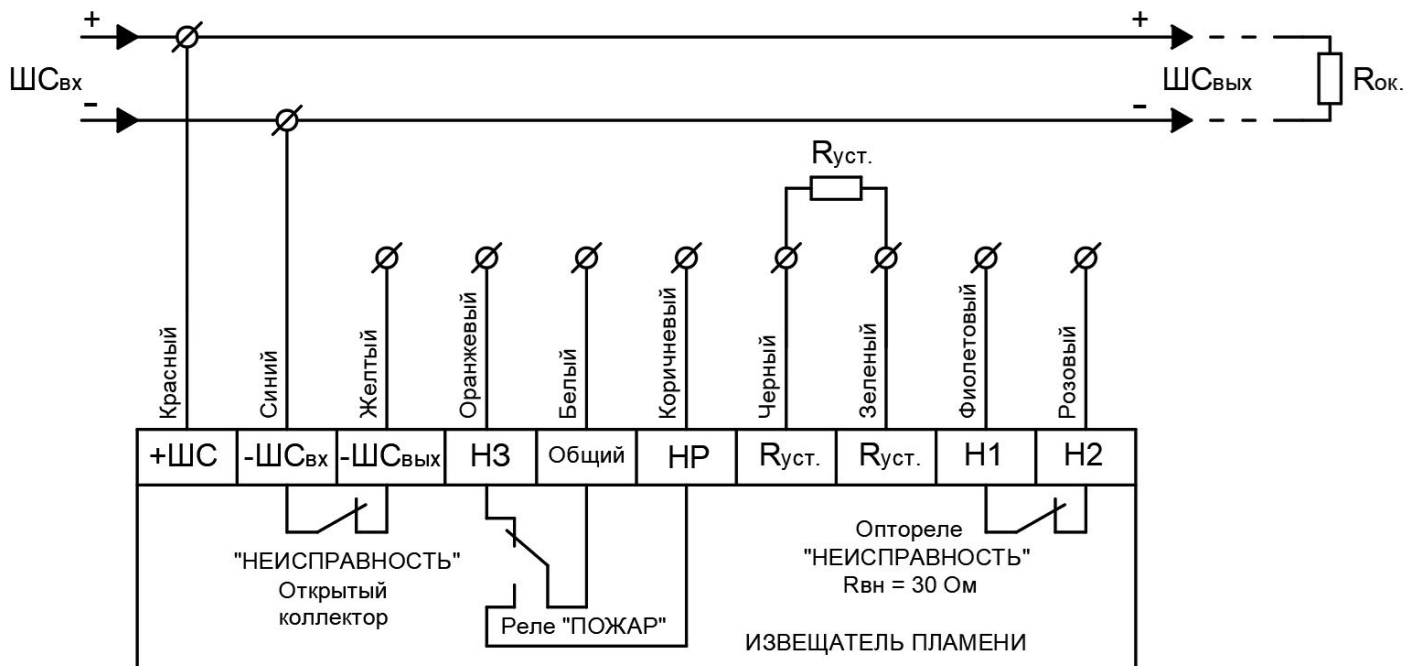 + +
ШСвх ШСвых Rок.
- -
Rуст.
Красный
Синий
Желтый
Оранжевый
Белый
Коричневый
Черный
Зеленый
Фиолетовый
Розовый
+ШС -ШСвх -ШСвых НЗ Общий НР Rуст. Rуст. Н1 Н2
"НЕИСПРАВНОСТЬ"
Открытый
коллектор
Реле "ПОЖАР"
Оптореле
"НЕИСПРАВНОСТЬ"
Rвн = 30 Ом
ИЗВЕЩАТЕЛЬ ПЛАМЕНИ